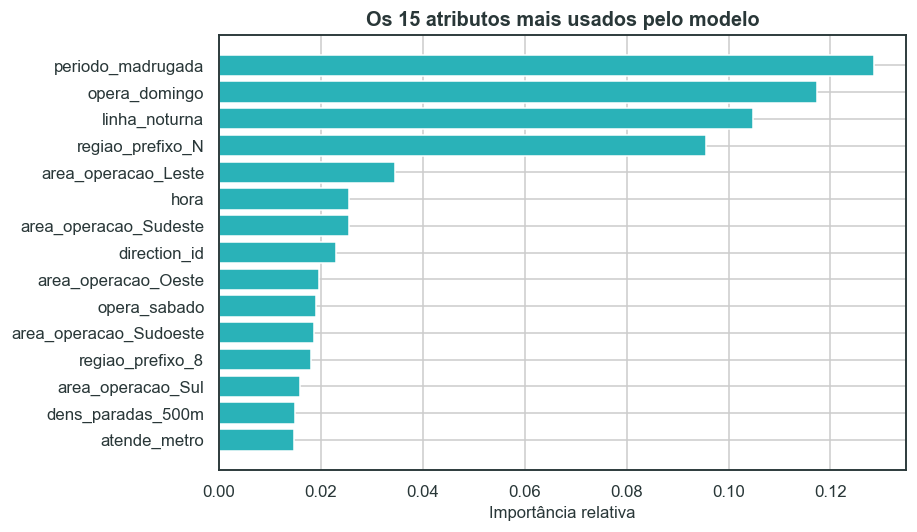 Os 15 atributos mais usados pelo modelo
periodo_madrugada
opera_domingo
linha_noturna
regiao_prefixo_N
area_operacao_Leste
hora
area_operacao_Sudeste
direction_id
area_operacao_Oeste
opera_sabado
area_operacao_Sudoeste
regiao_prefixo_8
area_operacao_Sul
dens_paradas_500m
atende_metro
0.00 0.02 0.04 0.06 0.08 0.10 0.12
Importância relativa